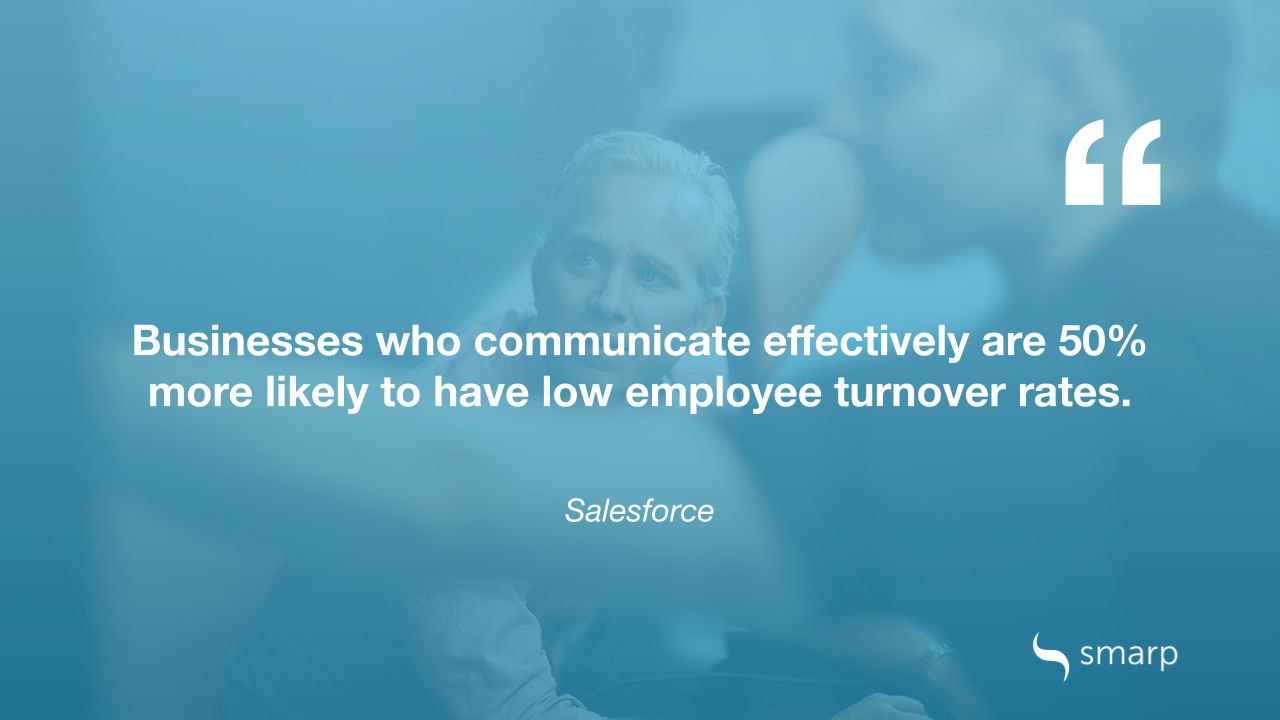 “
Businesses who communicate effectively are 50%
more likely to have low employee turnover rates.
Salesforce
smarp